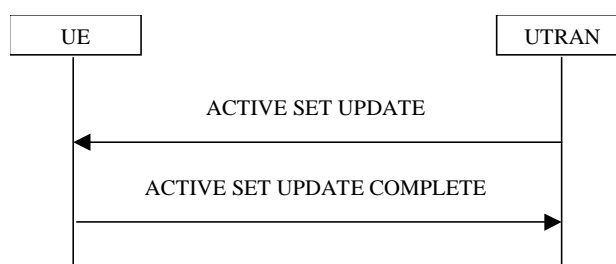 UE
UTRAN
ACTIVE SET UPDATE
ACTIVE SET UPDATE COMPLETE